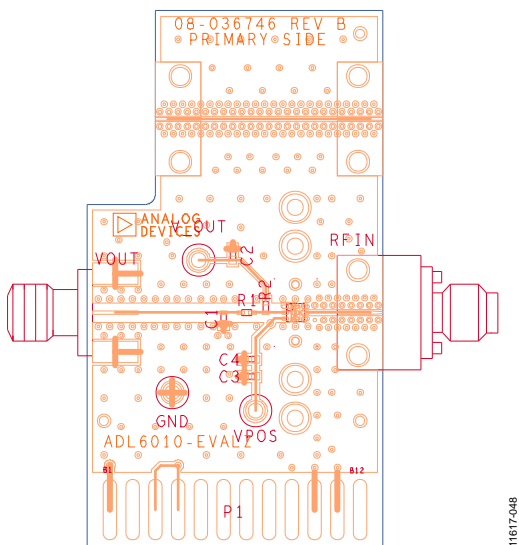 08-036746 REV B
PRIMARY SIDE
ANALOG
DEVICES
V_OUT
RFIN
VOUT
C2
R2
R1
C1
C4
C3
GND
VPOS
ADL6010-EVALZ
B1
B12
P1
11617-048